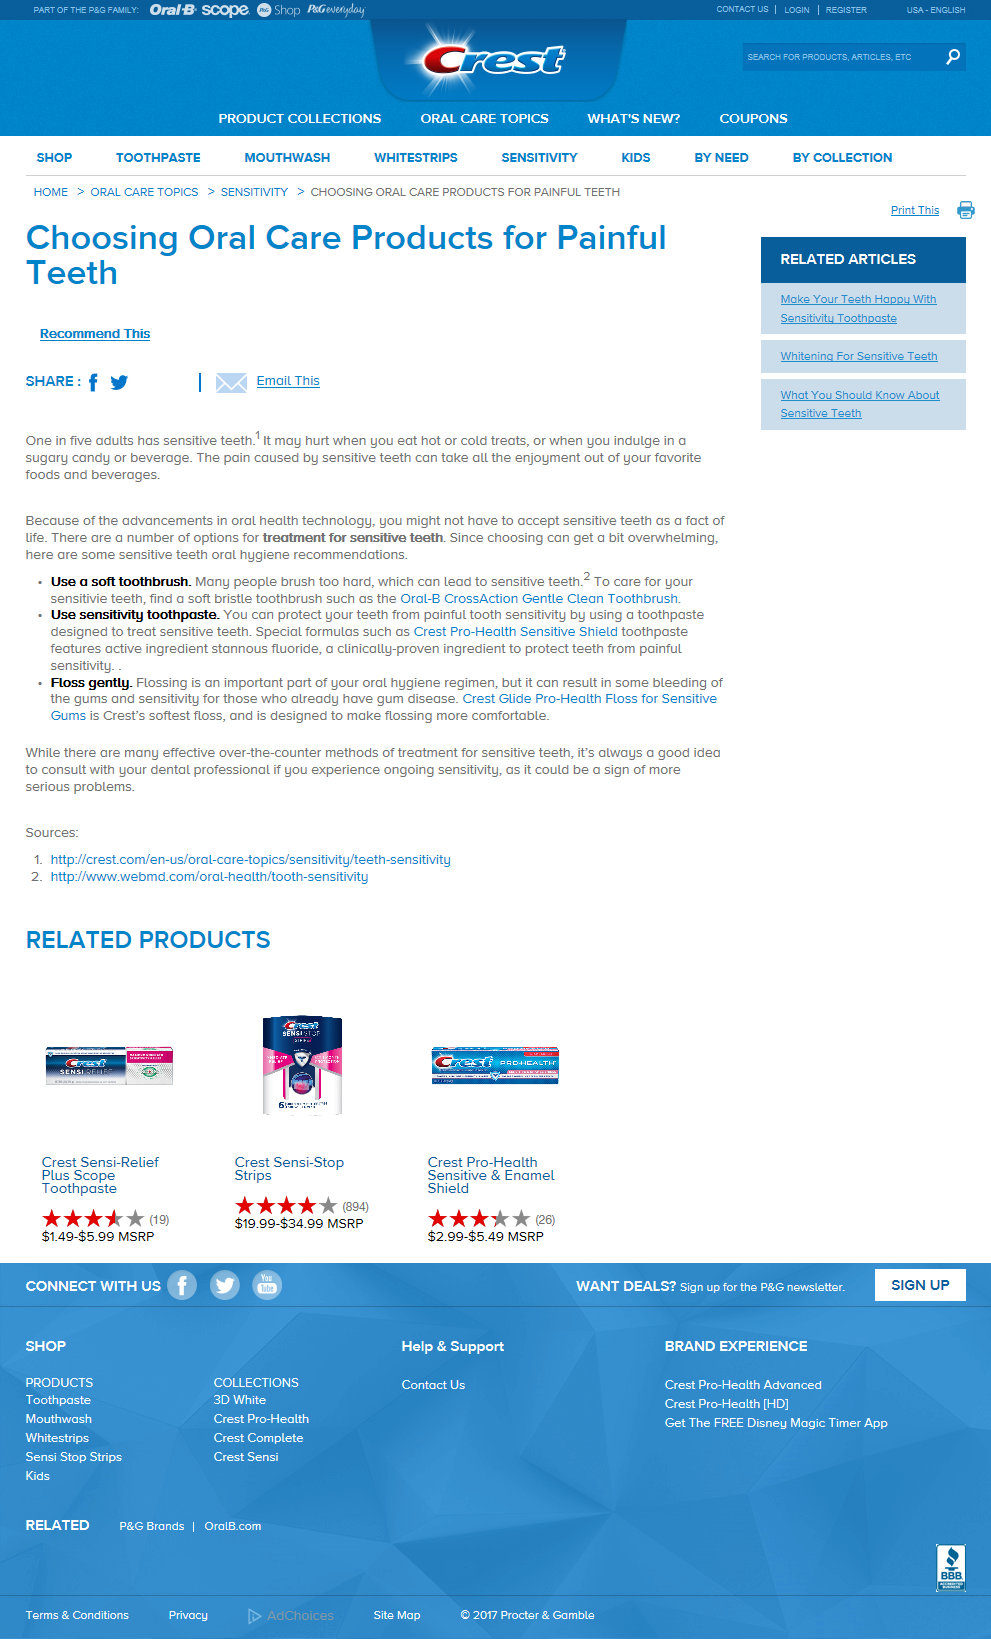 PART OF THE P&G FAMILY: Oral-B scope. P&G Shop P&G everyday
CONTACT US | LOGIN | REGISTER USA - ENGLISH
Crest
SEARCH FOR PRODUCTS, ARTICLES, ETC
PRODUCT COLLECTIONS ORAL CARE TOPICS WHAT'S NEW? COUPONS
SHOP TOOTHPASTE MOUTHWASH WHITESTRIPS SENSITIVITY KIDS BY NEED BY COLLECTION
HOME > ORAL CARE TOPICS > SENSITIVITY > CHOOSING ORAL CARE PRODUCTS FOR PAINFUL TEETH
Print This
Choosing Oral Care Products for Painful
Teeth
Recommend This
SHARE : | Email This
RELATED ARTICLES
Make Your Teeth Happy With
Sensitivity Toothpaste
Whitening For Sensitive Teeth
What You Should Know About
Sensitive Teeth
One in five adults has sensitive teeth.1 It may hurt when you eat hot or cold treats, or when you indulge in a
sugary candy or beverage. The pain caused by sensitive teeth can take all the enjoyment out of your favorite
foods and beverages.
Because of the advancements in oral health technology, you might not have to accept sensitive teeth as a fact of
life. There are a number of options for treatment for sensitive teeth. Since choosing can get a bit overwhelming,
here are some sensitive teeth oral hygiene recommendations.
• Use a soft toothbrush. Many people brush too hard, which can lead to sensitive teeth.2 To care for your
sensitivie teeth, find a soft bristle toothbrush such as the Oral-B CrossAction Gentle Clean Toothbrush.
• Use sensitivity toothpaste. You can protect your teeth from painful tooth sensitivity by using a toothpaste
designed to treat sensitive teeth. Special formulas such as Crest Pro-Health Sensitive Shield toothpaste
features active ingredient stannous fluoride, a clinically-proven ingredient to protect teeth from painful
sensitivity. .
• Floss gently. Flossing is an important part of your oral hygiene regimen, but it can result in some bleeding of
the gums and sensitivity for those who already have gum disease. Crest Glide Pro-Health Floss for Sensitive
Gums is Crest's softest floss, and is designed to make flossing more comfortable.
While there are many effective over-the-counter methods of treatment for sensitive teeth, it's always a good idea
to consult with your dental professional if you experience ongoing sensitivity, as it could be a sign of more
serious problems.
Sources:
1. http://crest.com/en-us/oral-care-topics/sensitivity/teeth-sensitivity
2. http://www.webmd.com/oral-health/tooth-sensitivity
RELATED PRODUCTS
Crest
SENSI RELIEF
Crest
SENSI STOP
STRIPS
6
Crest PRO-HEALTH
Crest Sensi-Relief
Plus Scope
Toothpaste
(19)
$1.49-$5.99 MSRP
Crest Sensi-Stop
Strips
(894)
$19.99-$34.99 MSRP
Crest Pro-Health
Sensitive & Enamel
Shield
(26)
$2.99-$5.49 MSRP
CONNECT WITH US You Tube
WANT DEALS? Sign up for the P&G newsletter. SIGN UP
SHOP
PRODUCTS
Toothpaste
Mouthwash
Whitestrips
Sensi Stop Strips
Kids
COLLECTIONS
3D White
Crest Pro-Health
Crest Complete
Crest Sensi
Help & Support
Contact Us
BRAND EXPERIENCE
Crest Pro-Health Advanced
Crest Pro-Health [HD]
Get The FREE Disney Magic Timer App
RELATED P&G Brands | OralB.com
BBB
ACCREDITED
BUSINESS
Terms & Conditions Privacy AdChoices Site Map © 2017 Procter & Gamble